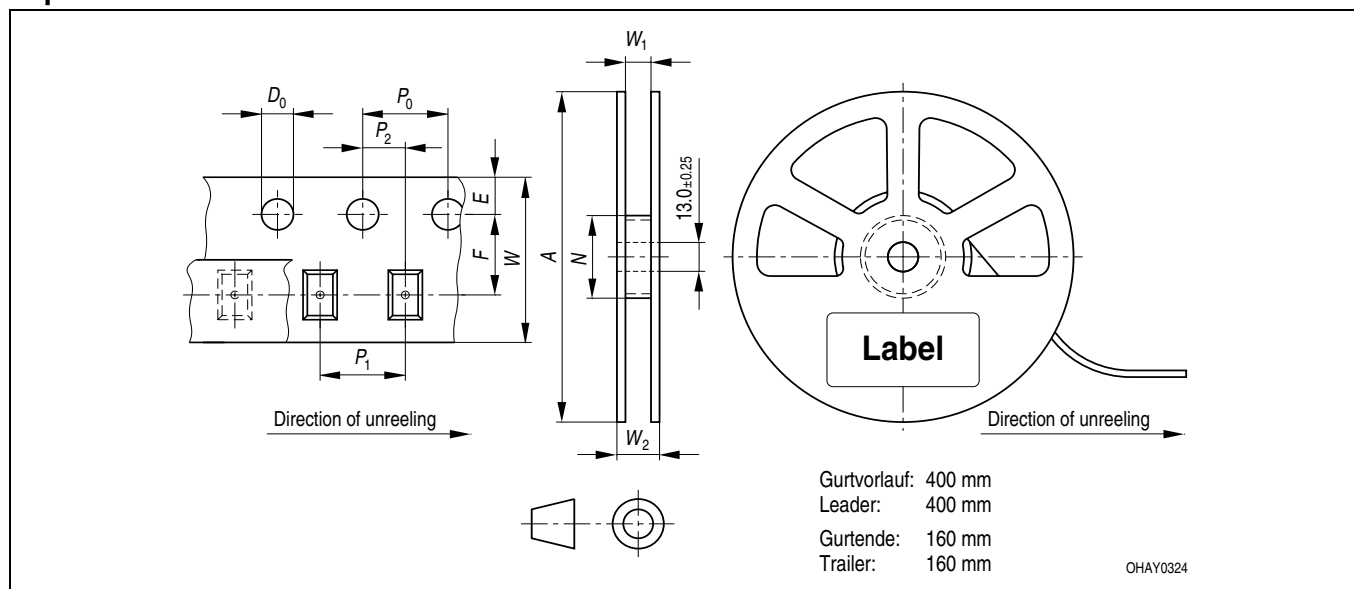 W1
D0
P0
P2
E
F
W
A
N
13.0±0.25
P1
W2
Label
Direction of unreeling
Direction of unreeling
Gurtvorlauf: 400 mm
Leader: 400 mm
Gurtende: 160 mm
Trailer: 160 mm
OHAY0324